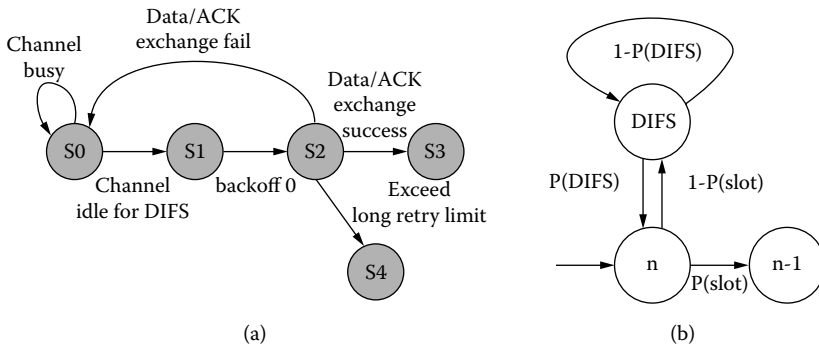 Channel
busy
Data/ACK
exchange fail
Data/ACK
exchange
success
S0
S1
S2
S3
Channel
idle for DIFS
backoff 0
Exceed
long retry limit
S4
(a)
1-P(DIFS)
DIFS
P(DIFS)
1-P(slot)
n
n-1
P(slot)
(b)